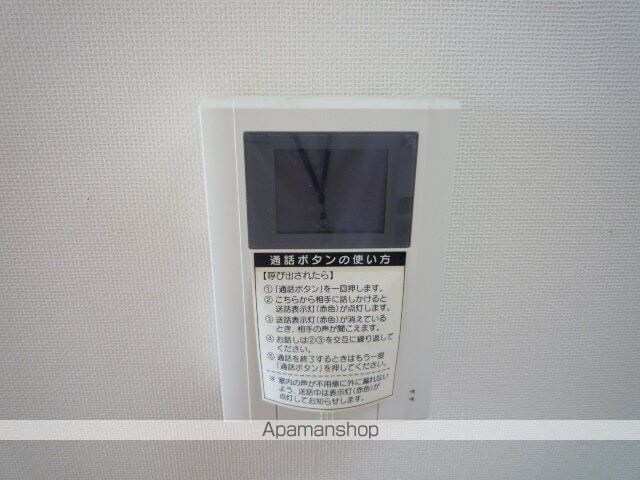 通話ボタンの使い方
【呼び出されたら】
①「通話ボタン」を一回押します。
②こちらから相手に話しかけると
送話表示灯(赤色)が点灯します。
③送話表示灯(赤色)が消えている
とき、相手の声が聞こえます。
④お話しは②③を交互に繰り返して
ください。
⑤通話を終了するときはもう一度
「通話ボタン」を押してください。
※室内の声が不用意に外に漏れない
よう、送話中は表示灯(赤色)が
点灯してお知らせします。
Apamanshop